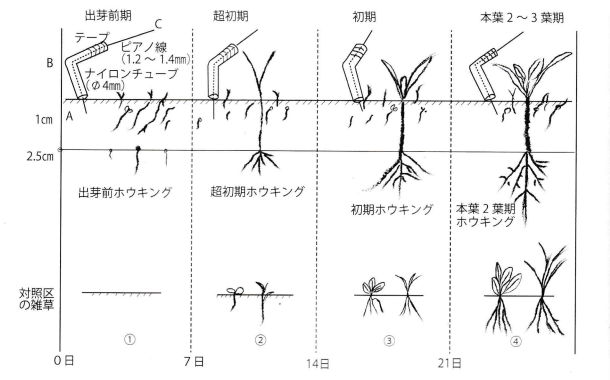 出芽前期
超初期
初期
本葉2～3葉期
C
テープ
ピアノ線
(1.2～1.4mm)
B
ナイロンチューブ
(φ4mm)
A
1cm
2.5cm
出芽前ホウキング
超初期ホウキング
初期ホウキング
本葉2葉期
ホウキング
対照区
の雑草
①
②
③
④
0日
7日
14日
21日